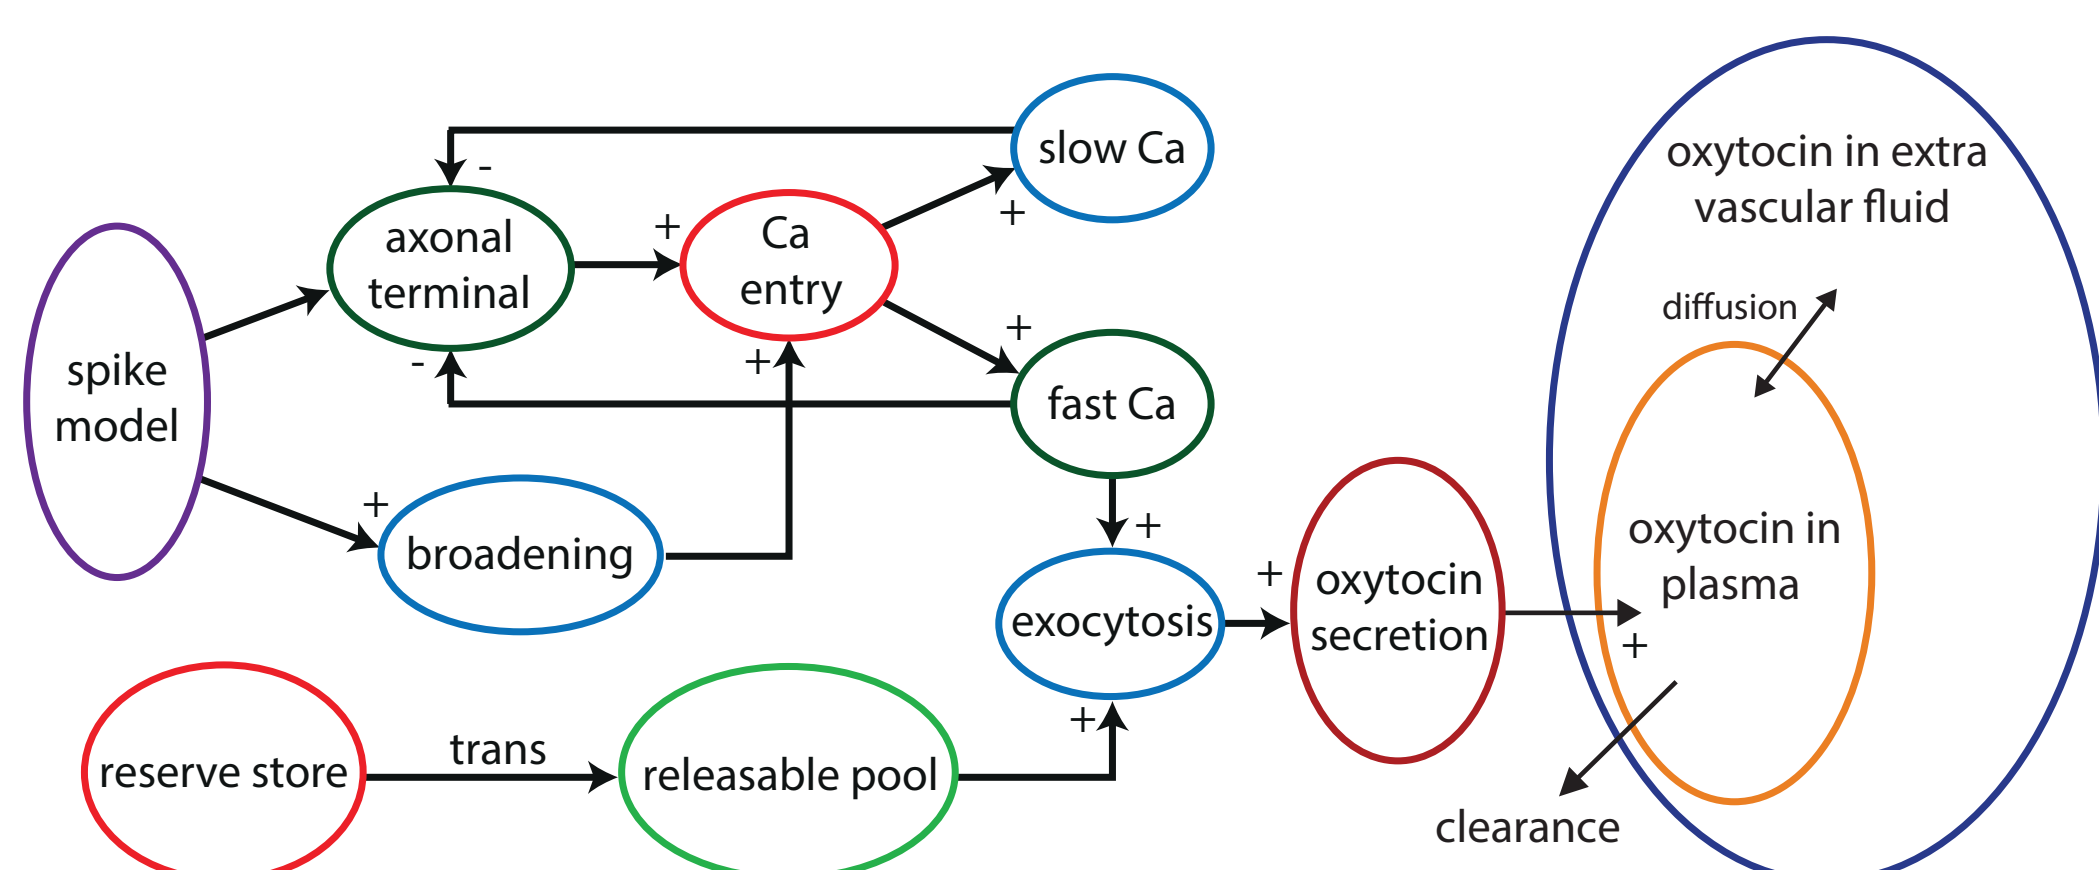 spike
model
axonal
terminal
-
-
+
Ca
entry
+
+
slow Ca
+
fast Ca
+
broadening
+
exocytosis
+
+
oxytocin
secretion
+
reserve store
trans
releasable pool
oxytocin in extra
vascular fluid
diffusion
oxytocin in
plasma
+
clearance